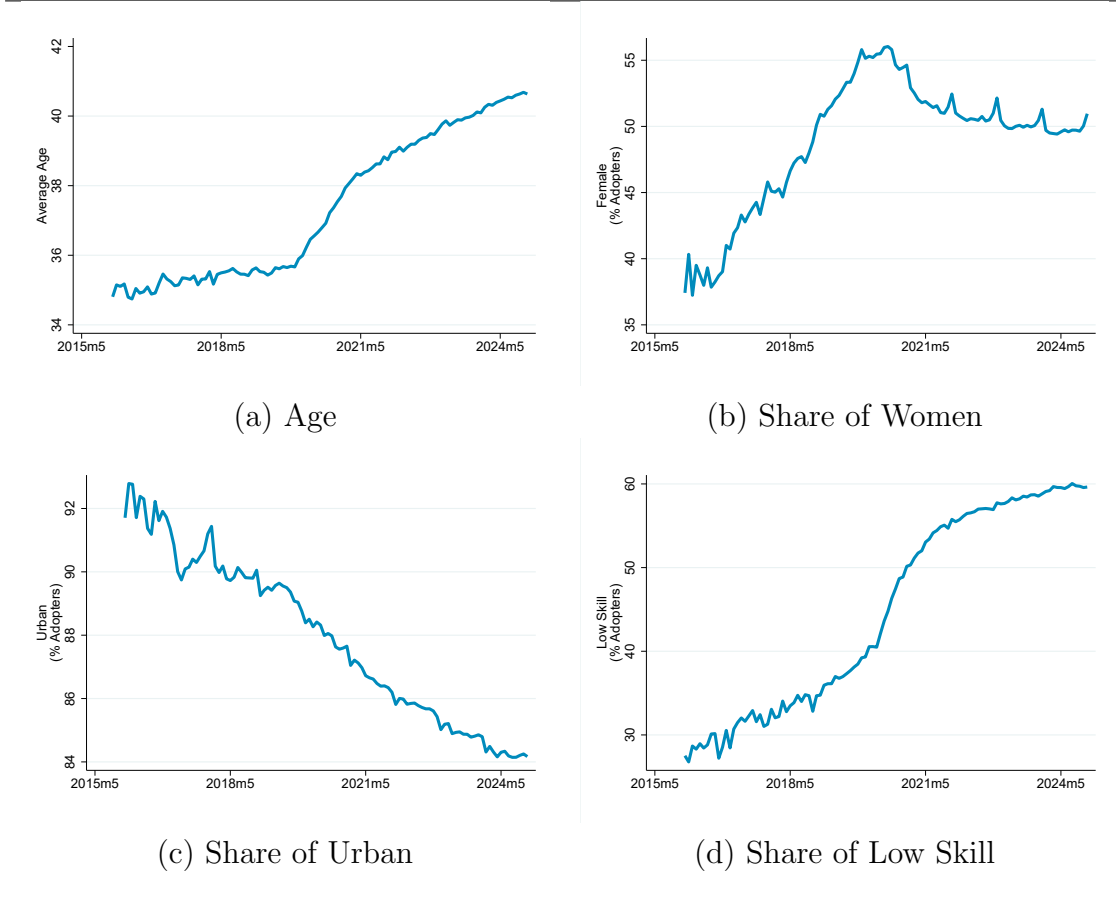 42
40
38
36
34
Average Age
2015m5 2018m5 2021m5 2024m5
(a) Age
55
50
45
40
35
Female
(% Adopters)
2015m5 2018m5 2021m5 2024m5
(b) Share of Women
92
90
88
86
84
Urban
(% Adopters)
2015m5 2018m5 2021m5 2024m5
(c) Share of Urban
60
50
40
30
Low Skill
(% Adopters)
2015m5 2018m5 2021m5 2024m5
(d) Share of Low Skill